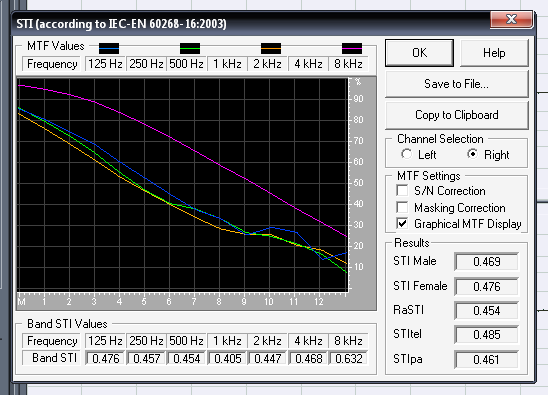 STI (according to IEC-EN 60268-16:2003)
MTF Values
Frequency 125 Hz 250 Hz 500 Hz 1 kHz 2 kHz 4 kHz 8 kHz
%
90
80
70
60
50
40
30
20
10
M 1 2 3 4 5 6 7 8 9 10 11 12
Band STI Values
Frequency 125 Hz 250 Hz 500 Hz 1 kHz 2 kHz 4 kHz 8 kHz
Band STI 0.476 0.457 0.454 0.405 0.447 0.468 0.632
OK Help
Save to File...
Copy to Clipboard
Channel Selection
Left Right
MTF Settings
S/N Correction
Masking Correction
Graphical MTF Display
Results
STI Male 0.469
STI Female 0.476
RaSTI 0.454
STItel 0.485
STIpa 0.461